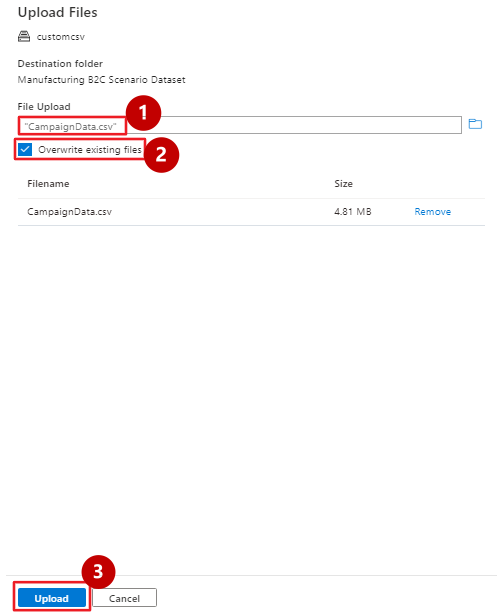 Upload Files
customcsv
Destination folder
Manufacturing B2C Scenario Dataset
File Upload
1
"CampaignData.csv"
Overwrite existing files
2
Filename Size
CampaignData.csv 4.81 MB Remove
3
Upload Cancel